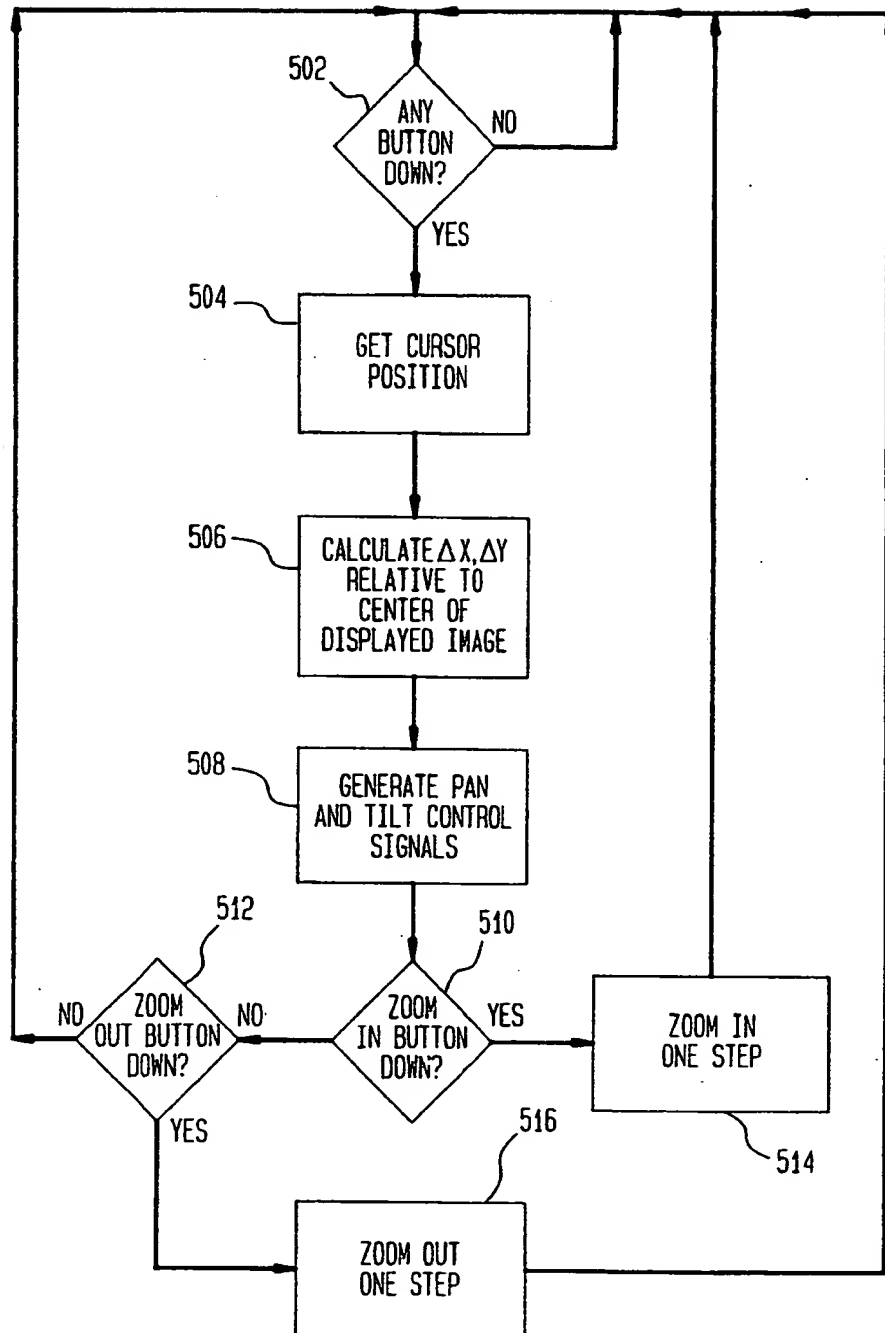 502
ANY
BUTTON
DOWN?
NO
YES
504
GET CURSOR
POSITION
506
CALCULATE ΔX, ΔY
RELATIVE TO
CENTER OF
DISPLAYED IMAGE
508
GENERATE PAN
AND TILT CONTROL
SIGNALS
512
510
NO
ZOOM
OUT BUTTON
DOWN?
NO
ZOOM
IN BUTTON
DOWN?
YES
ZOOM IN
ONE STEP
YES
516
514
ZOOM OUT
ONE STEP